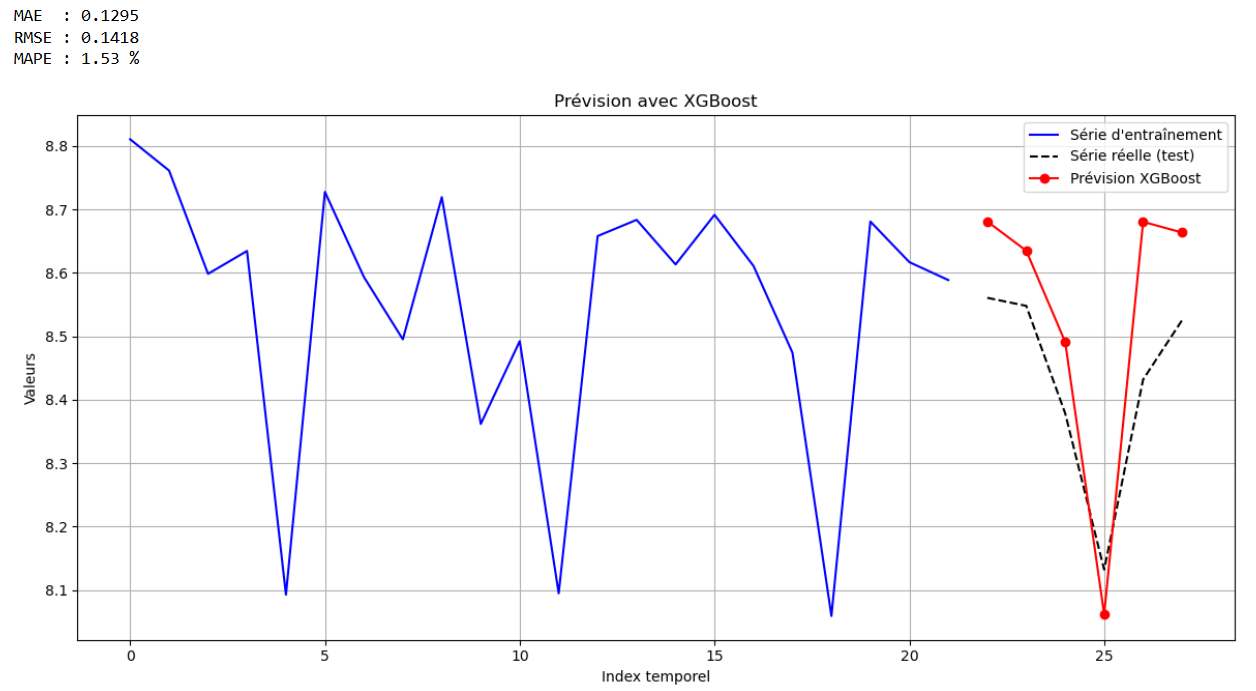 MAE  : 0.1295
RMSE : 0.1418
MAPE : 1.53 %
Prévision avec XGBoost
Série d'entraînement
Série réelle (test)
Prévision XGBoost
Valeurs
8.8
8.7
8.6
8.5
8.4
8.3
8.2
8.1
0 5 10 15 20 25
Index temporel